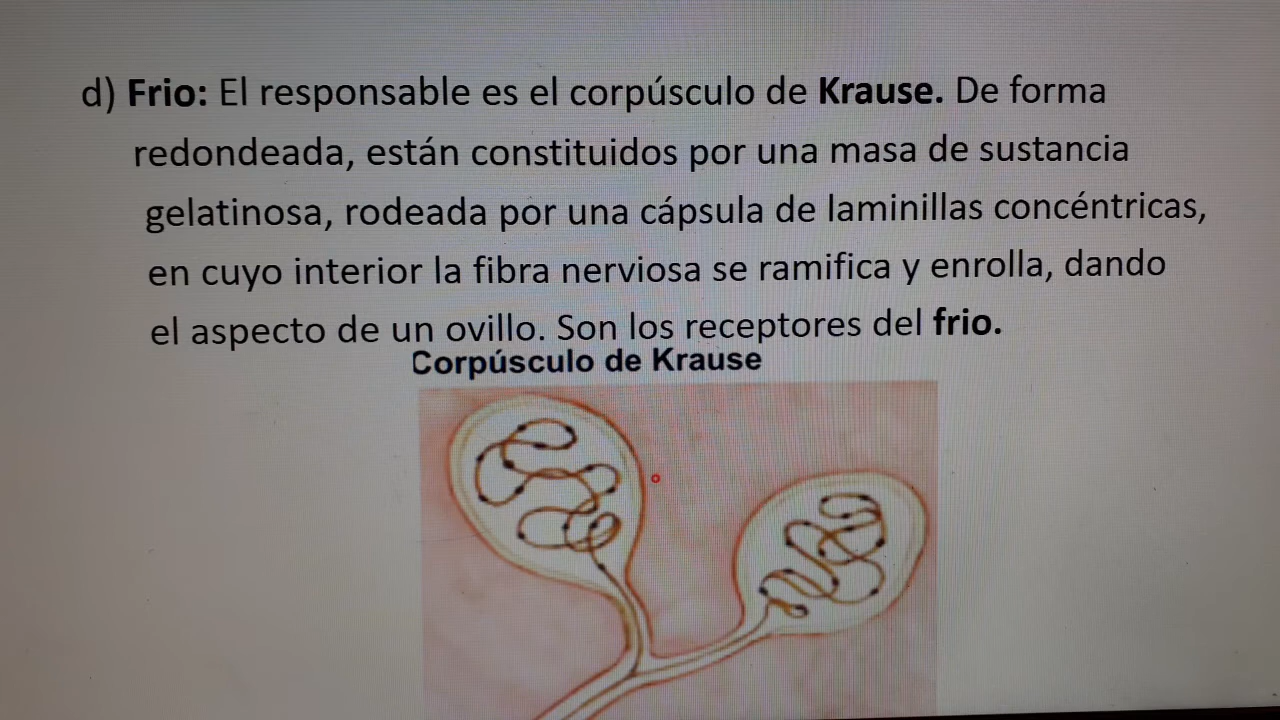 d) Frio: El responsable es el corpúsculo de Krause. De forma
redondeada, están constituidos por una masa de sustancia
gelatinosa, rodeada por una cápsula de laminillas concéntricas,
en cuyo interior la fibra nerviosa se ramifica y enrolla, dando
el aspecto de un ovillo. Son los receptores del frio.
Corpúsculo de Krause